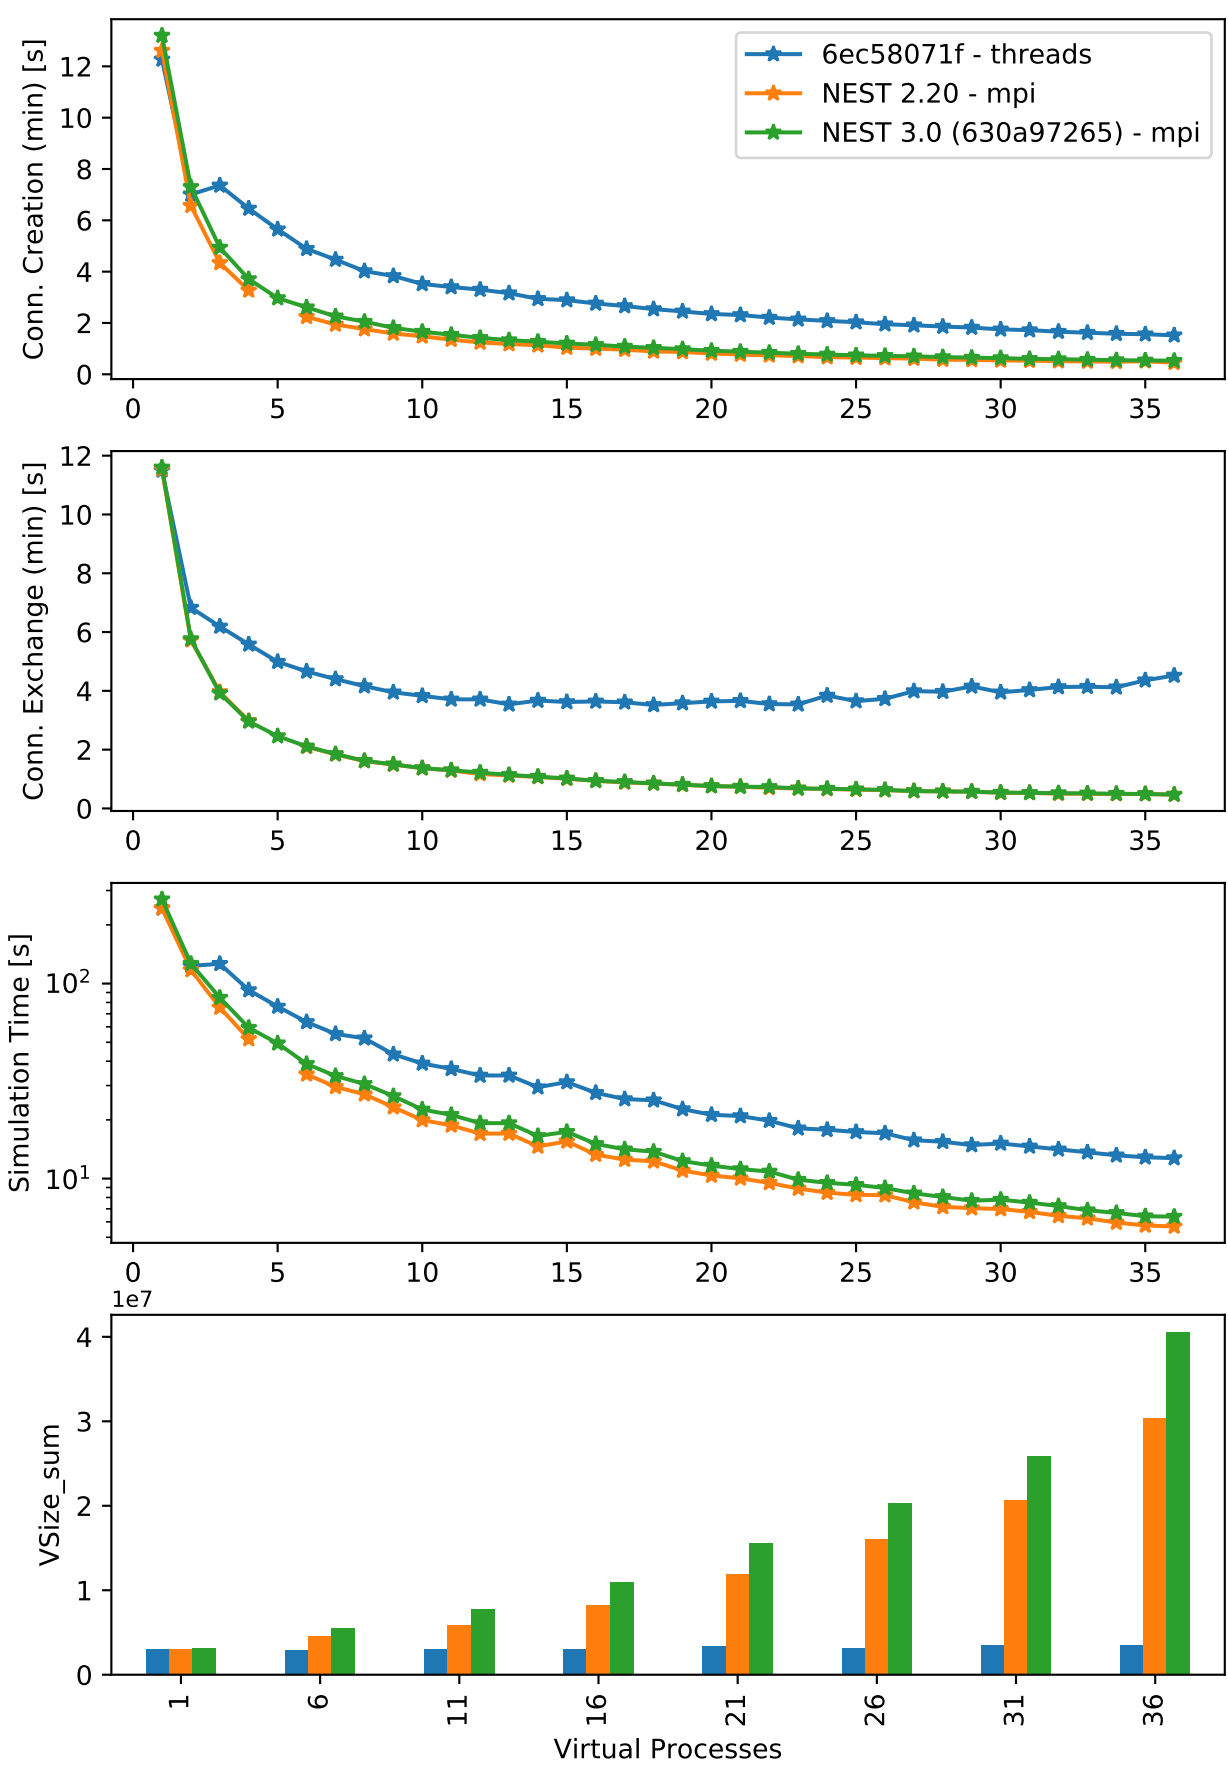 Conn. Creation (min) [s]
12
10
8
6
4
2
0
6ec58071f - threads
NEST 2.20 - mpi
NEST 3.0 (630a97265) - mpi
0 5 10 15 20 25 30 35
Conn. Exchange (min) [s]
12
10
8
6
4
2
0
0 5 10 15 20 25 30 35
Simulation Time [s]
10²
10¹
0 5 10 15 20 25 30 35
1e7
VSize_sum
4
3
2
1
0
1 6 11 16 21 26 31 36
Virtual Processes